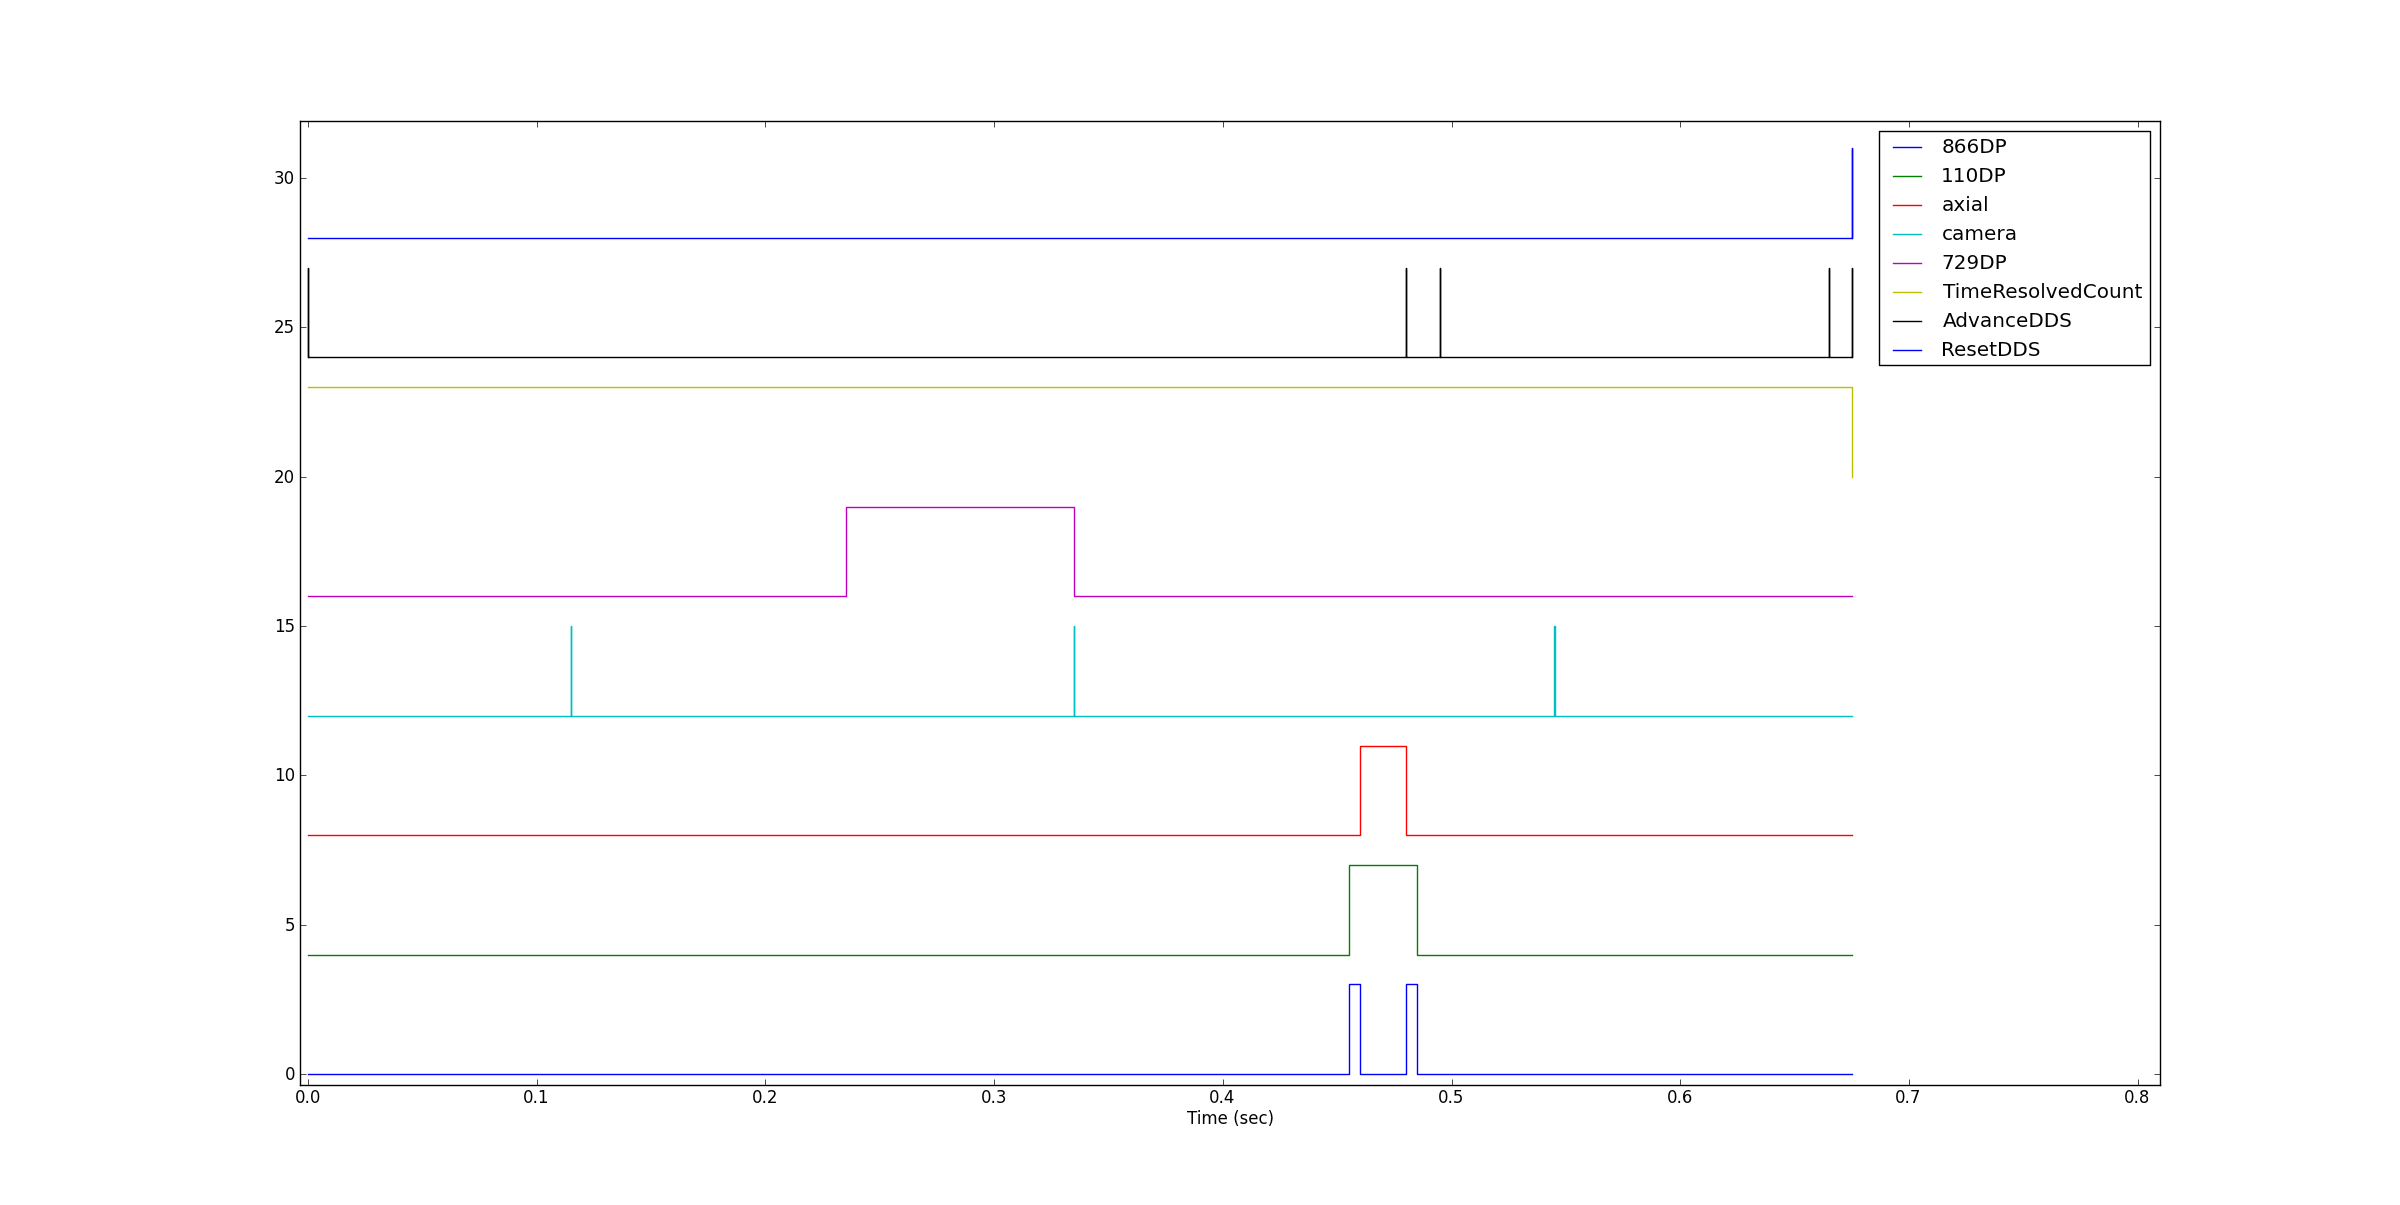 30
25
20
15
10
5
0
0.0 0.1 0.2 0.3 0.4 0.5 0.6 0.7 0.8
Time (sec)
866DP
110DP
axial
camera
729DP
TimeResolvedCount
AdvanceDDS
ResetDDS